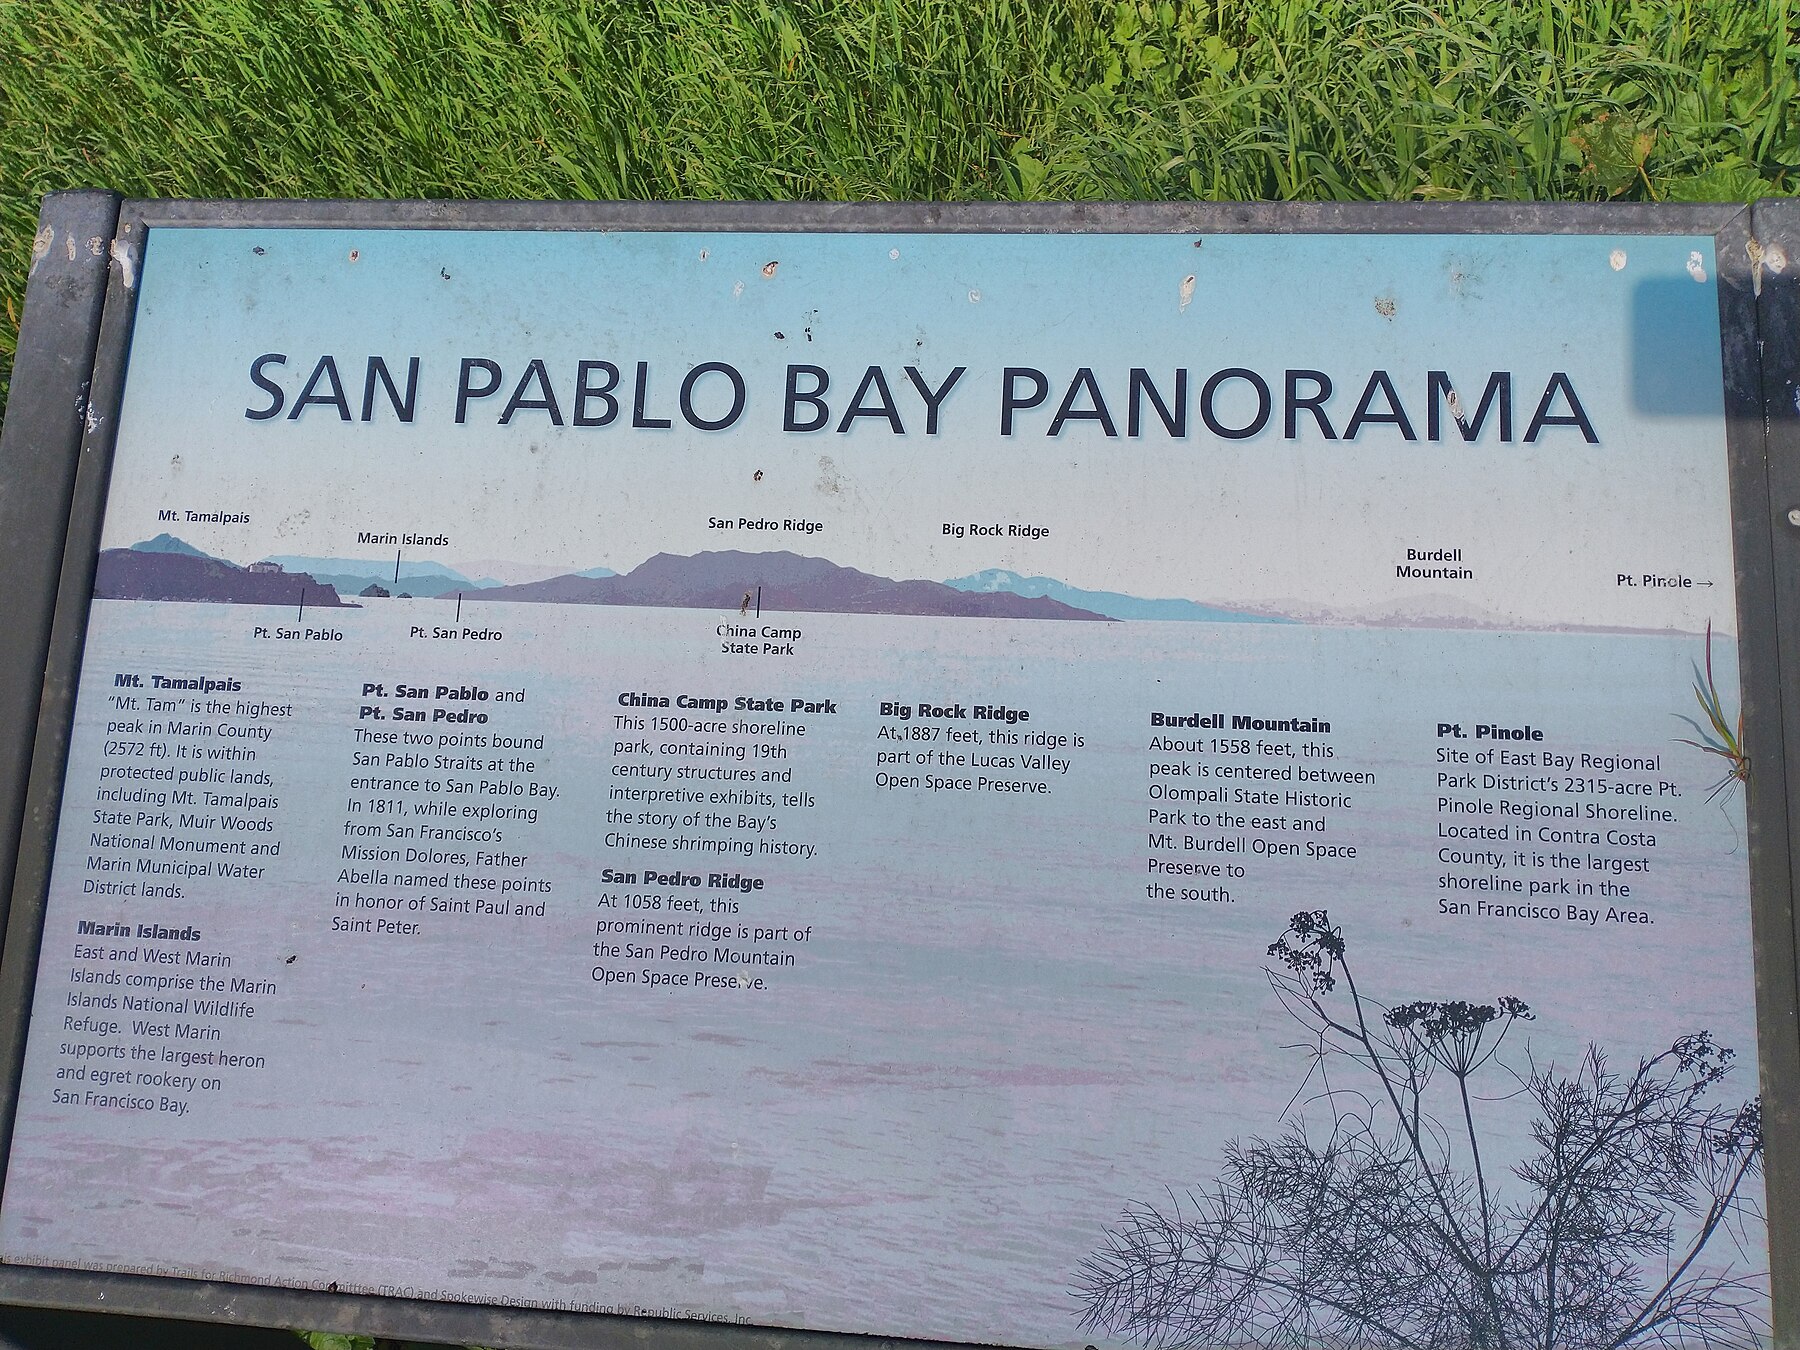 SAN PABLO BAY PANORAMA
Mt. Tamalpais
Marin Islands
San Pedro Ridge
Big Rock Ridge
Burdell
Mountain
Pt. Pinole →
Pt. San Pablo
Pt. San Pedro
China Camp
State Park
Mt. Tamalpais
“Mt. Tam” is the highest
peak in Marin County
(2572 ft). It is within
protected public lands,
including Mt. Tamalpais
State Park, Muir Woods
National Monument and
Marin Municipal Water
District lands.
Marin Islands
East and West Marin
Islands comprise the Marin
Islands National Wildlife
Refuge. West Marin
supports the largest heron
and egret rookery on
San Francisco Bay.
Pt. San Pablo and
Pt. San Pedro
These two points bound
San Pablo Straits at the
entrance to San Pablo Bay.
In 1811, while exploring
from San Francisco’s
Mission Dolores, Father
Abella named these points
in honor of Saint Paul and
Saint Peter.
China Camp State Park
This 1500-acre shoreline
park, containing 19th
century structures and
interpretive exhibits, tells
the story of the Bay’s
Chinese shrimping history.
San Pedro Ridge
At 1058 feet, this
prominent ridge is part of
the San Pedro Mountain
Open Space Preserve.
Big Rock Ridge
At 1887 feet, this ridge is
part of the Lucas Valley
Open Space Preserve.
Burdell Mountain
About 1558 feet, this
peak is centered between
Olompali State Historic
Park to the east and
Mt. Burdell Open Space
Preserve to
the south.
Pt. Pinole
Site of East Bay Regional
Park District’s 2315-acre Pt.
Pinole Regional Shoreline.
Located in Contra Costa
County, it is the largest
shoreline park in the
San Francisco Bay Area.
exhibit panel was prepared by Trails for Richmond Action Committtee (TRAC) and Spokewise Design with funding by Republic Services, Inc.